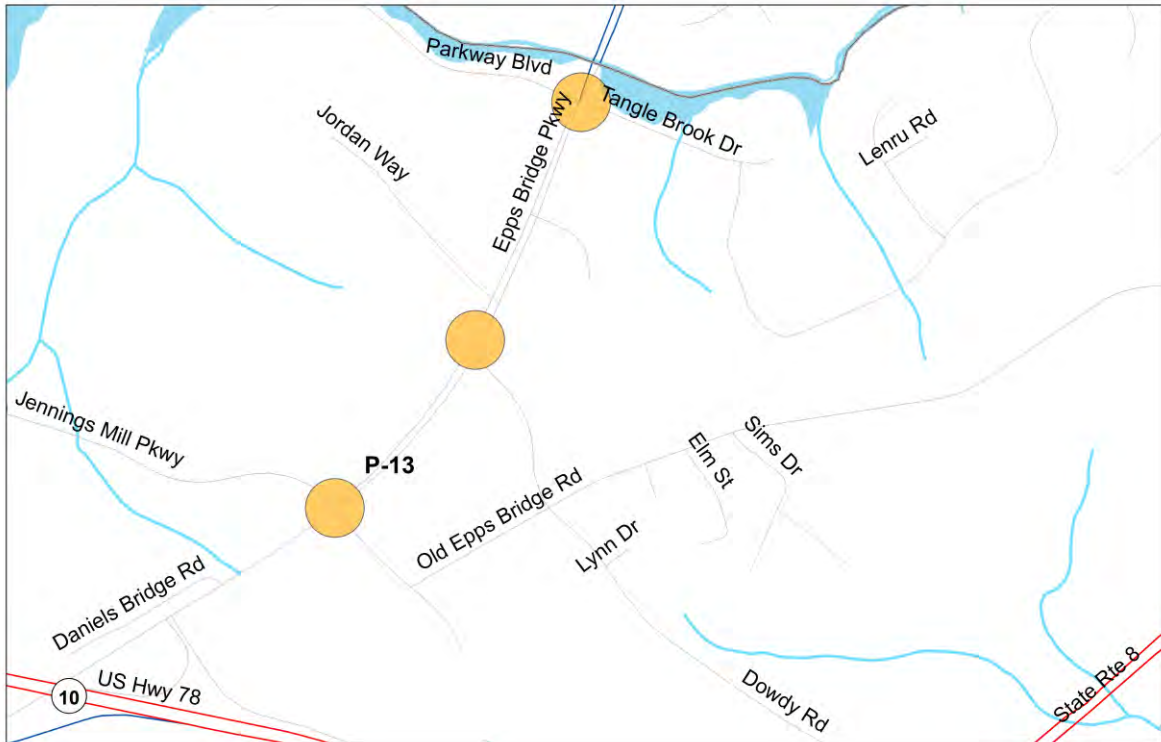 Parkway Blvd
Tangle Brook Dr
Jordan Way
Epps Bridge Pkwy
Lenru Rd
Jennings Mill Pkwy
P-13
Sims Dr
Elm St
Old Epps Bridge Rd
Lynn Dr
Daniels Bridge Rd
US Hwy 78
10
Dowdy Rd
State Rte 8